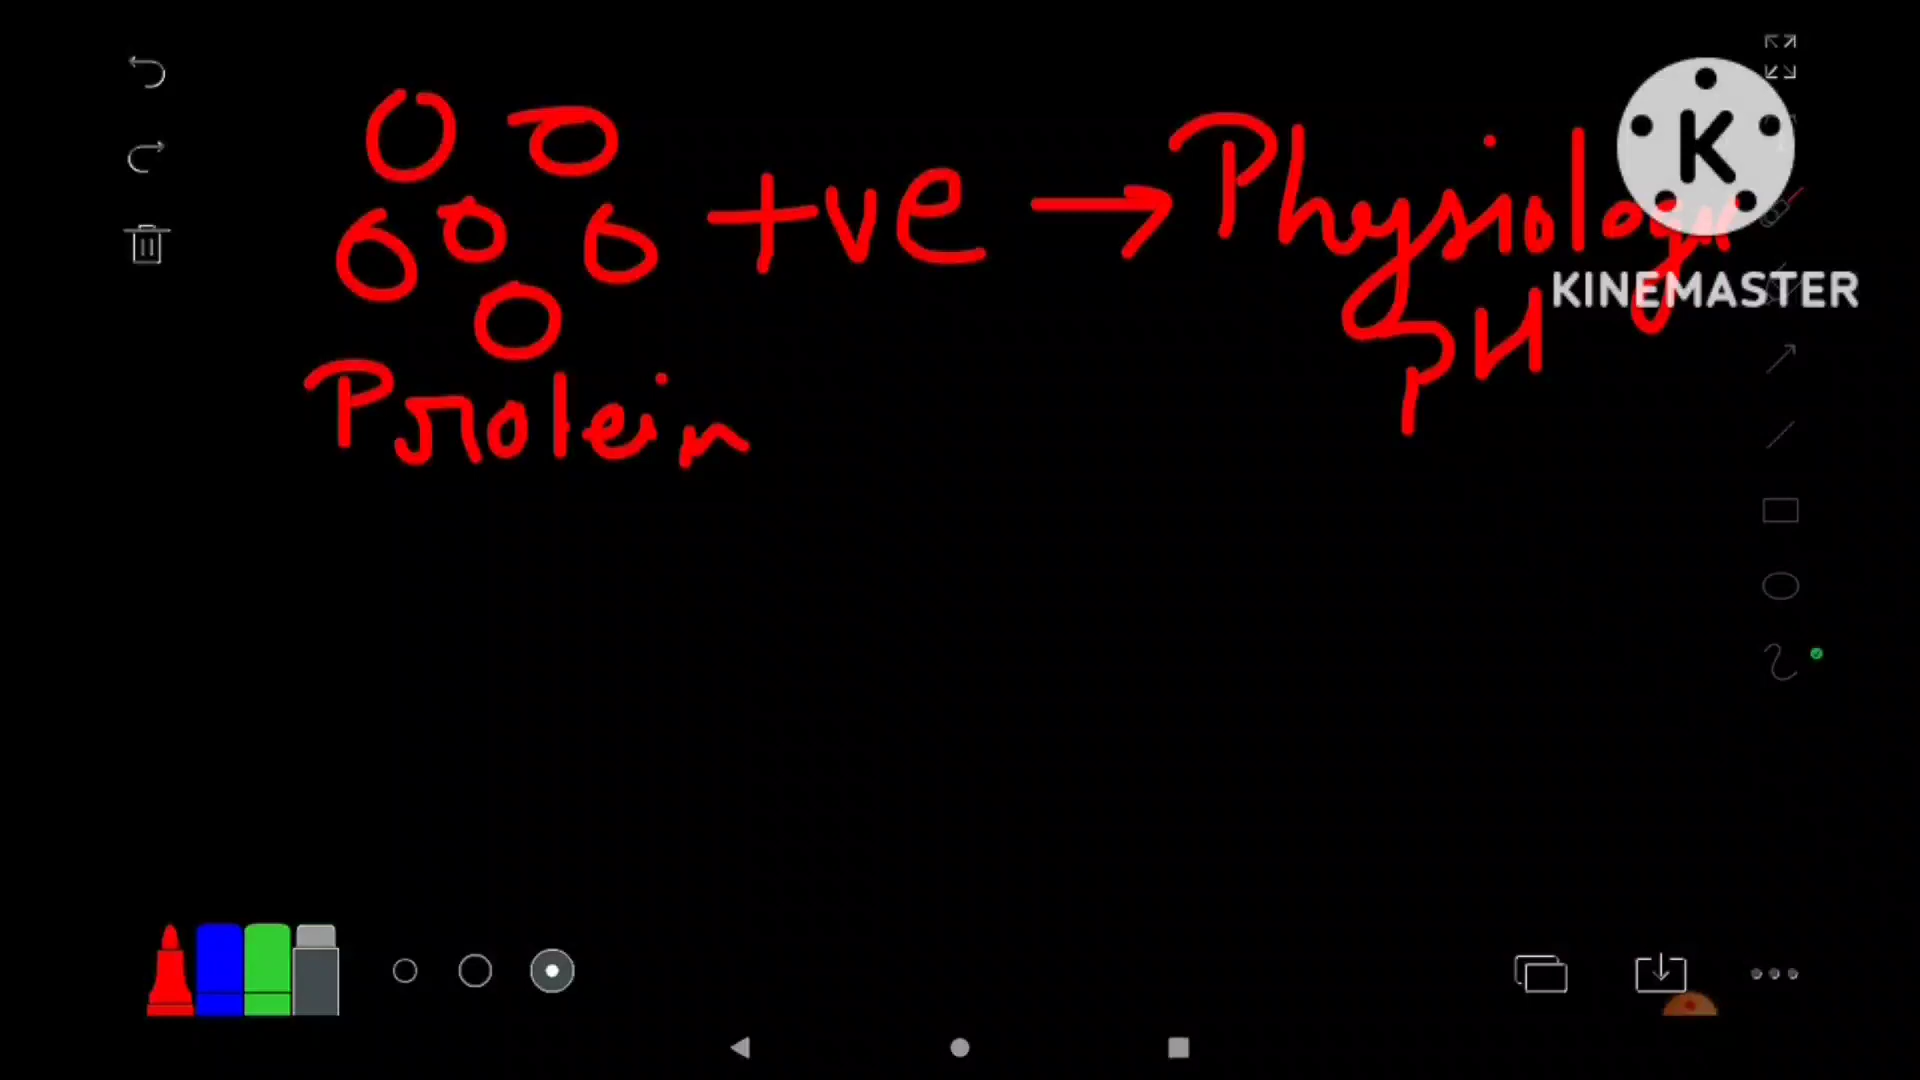 +ve → Physiology
pH
Protein
K
KINEMASTER